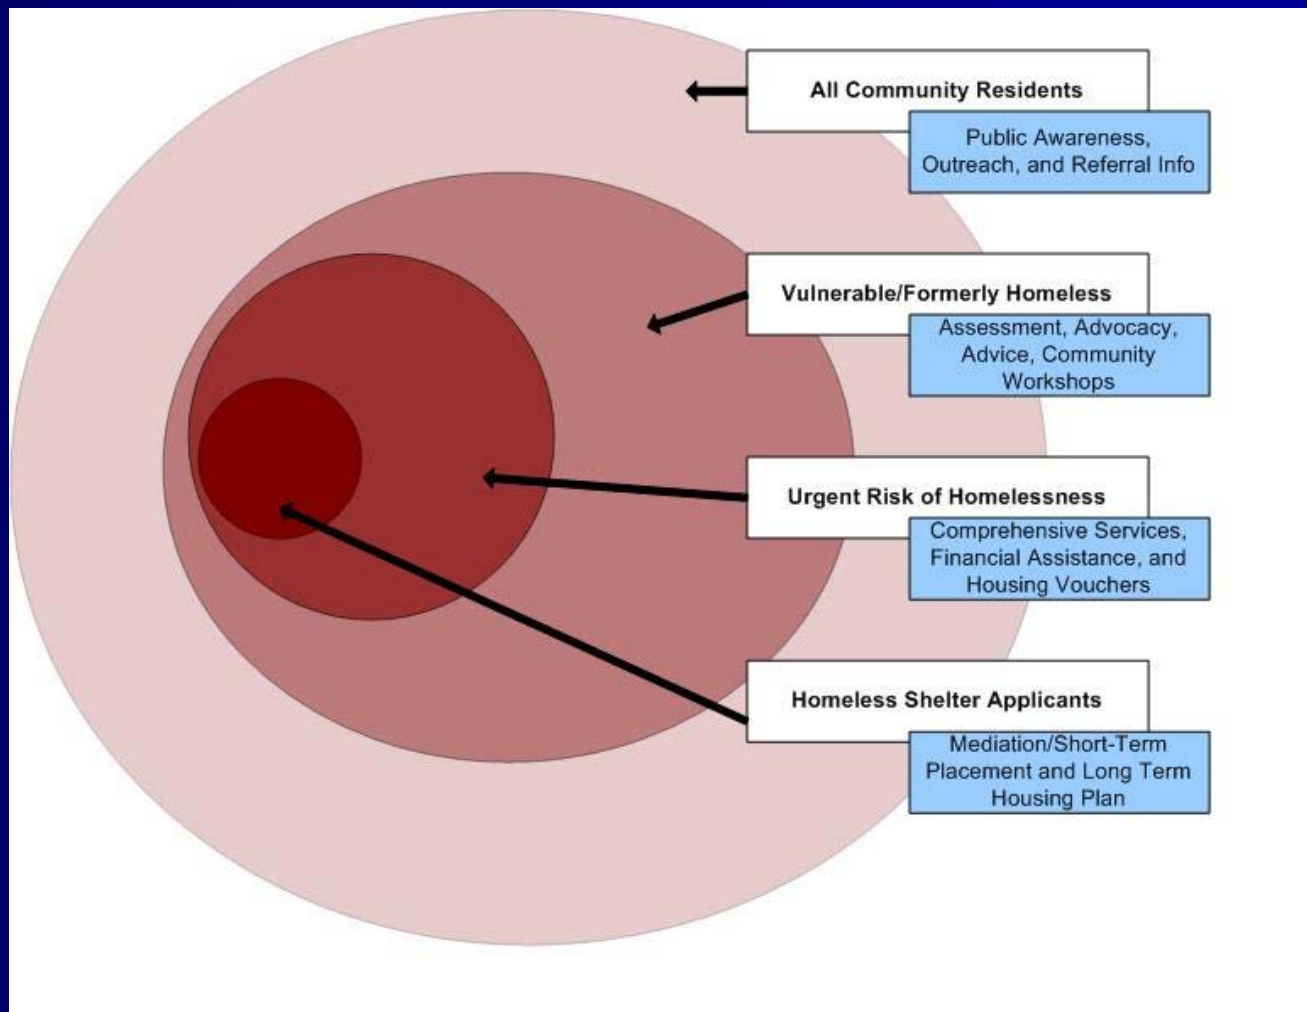 All Community Residents
Public Awareness,
Outreach, and Referral Info
Vulnerable/Formerly Homeless
Assessment, Advocacy,
Advice, Community
Workshops
Urgent Risk of Homelessness
Comprehensive Services,
Financial Assistance, and
Housing Vouchers
Homeless Shelter Applicants
Mediation/Short-Term
Placement and Long Term
Housing Plan